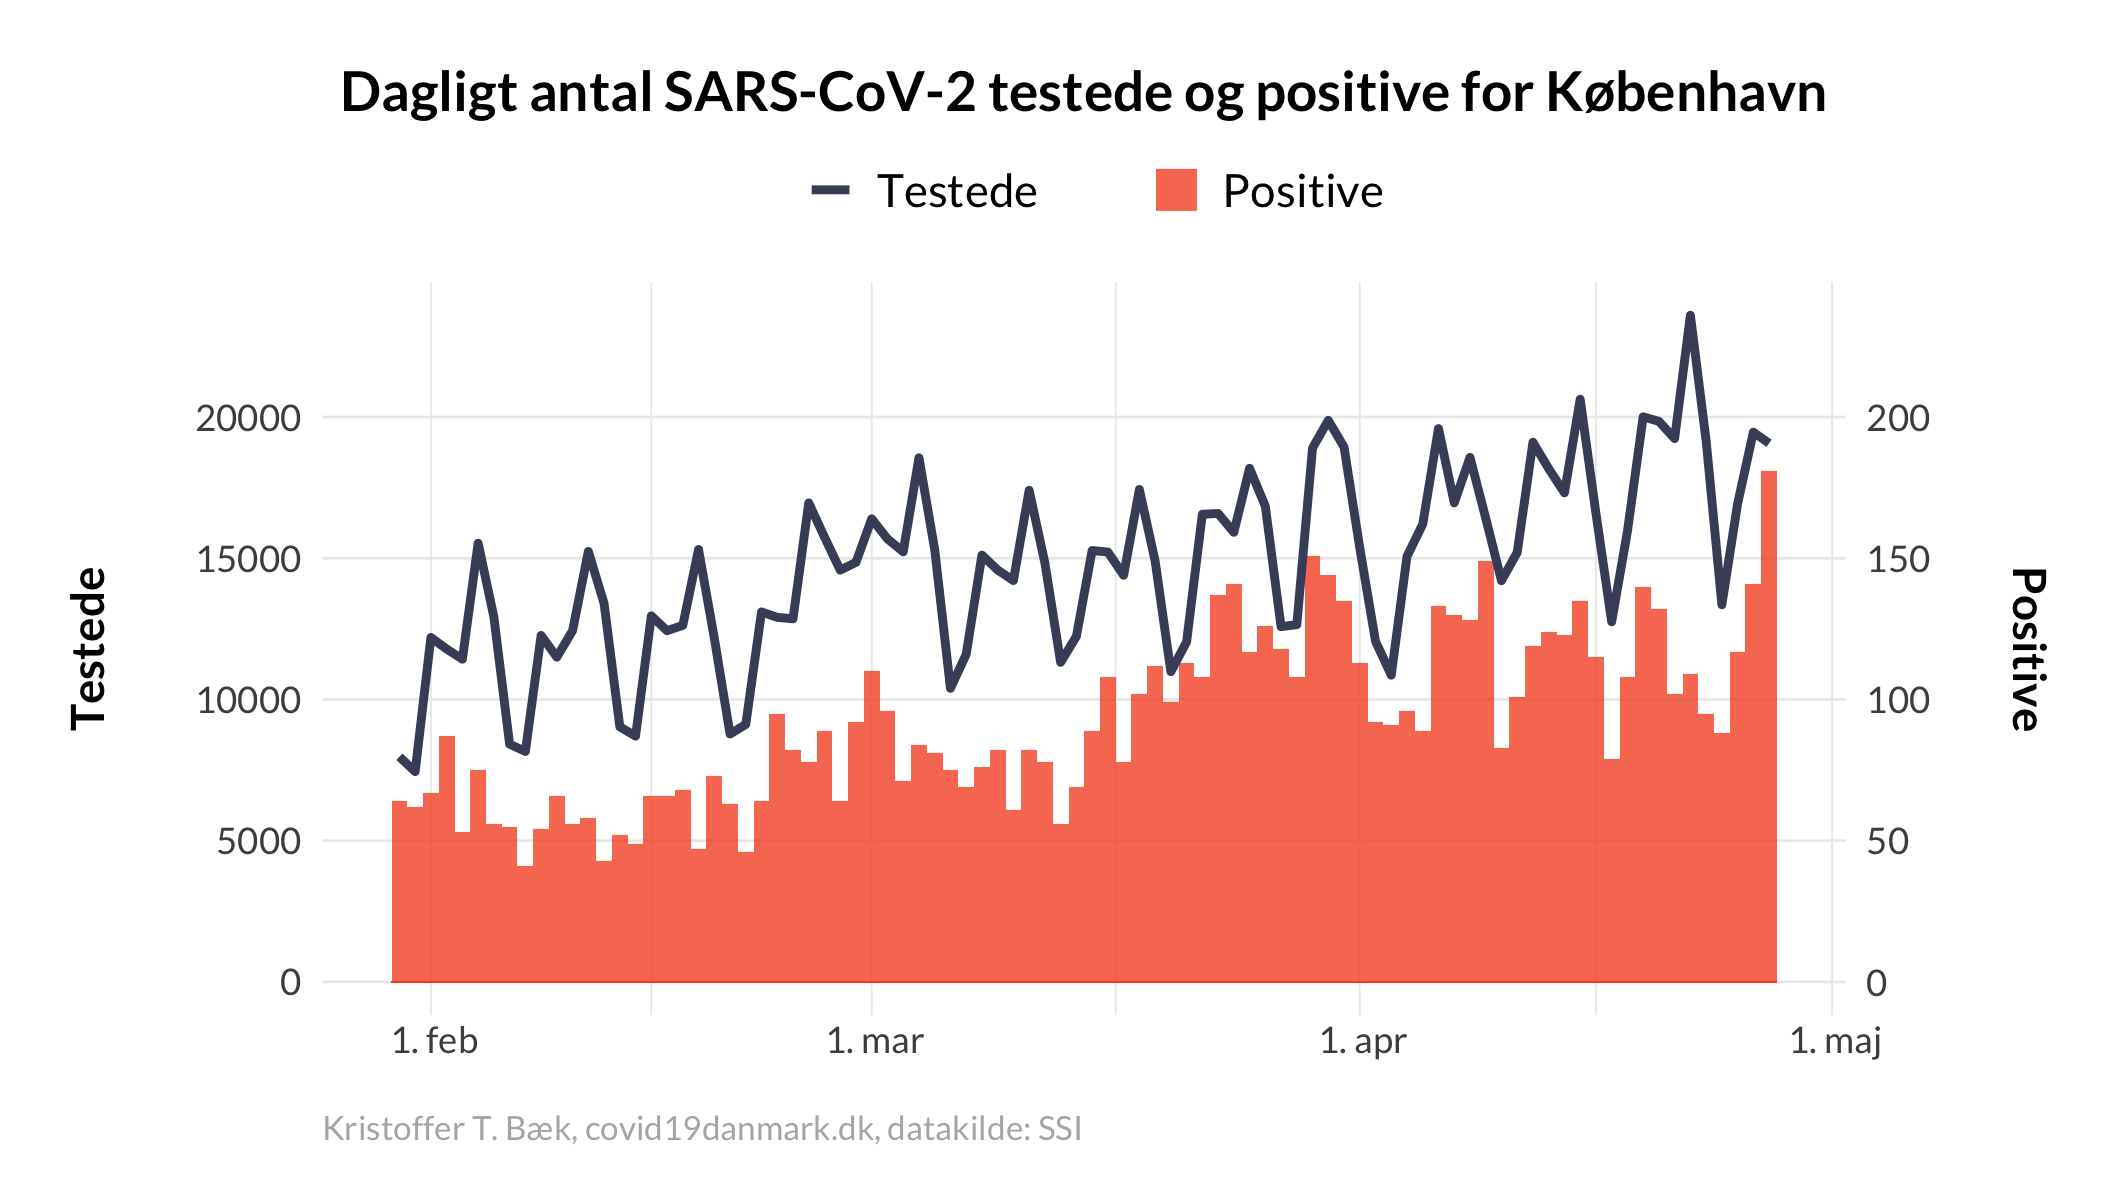 Dagligt antal SARS-CoV-2 testede og positive for København
Testede
Positive
20000
15000
10000
5000
0
Testede
200
150
100
50
0
Positive
1. feb
1. mar
1. apr
1. maj
Kristoffer T. Bæk, covid19danmark.dk, datakilde: SSI